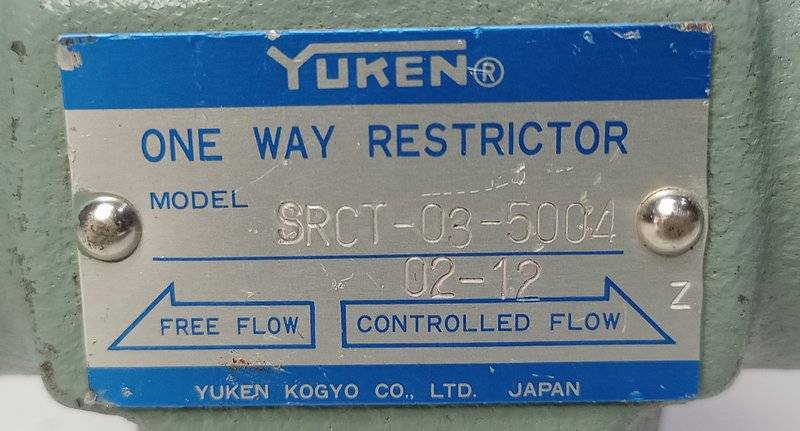 YUKEN®
ONE WAY RESTRICTOR
MODEL SRCT-03-5004
02-12
Z
FREE FLOW CONTROLLED FLOW
YUKEN KOGYO CO., LTD. JAPAN